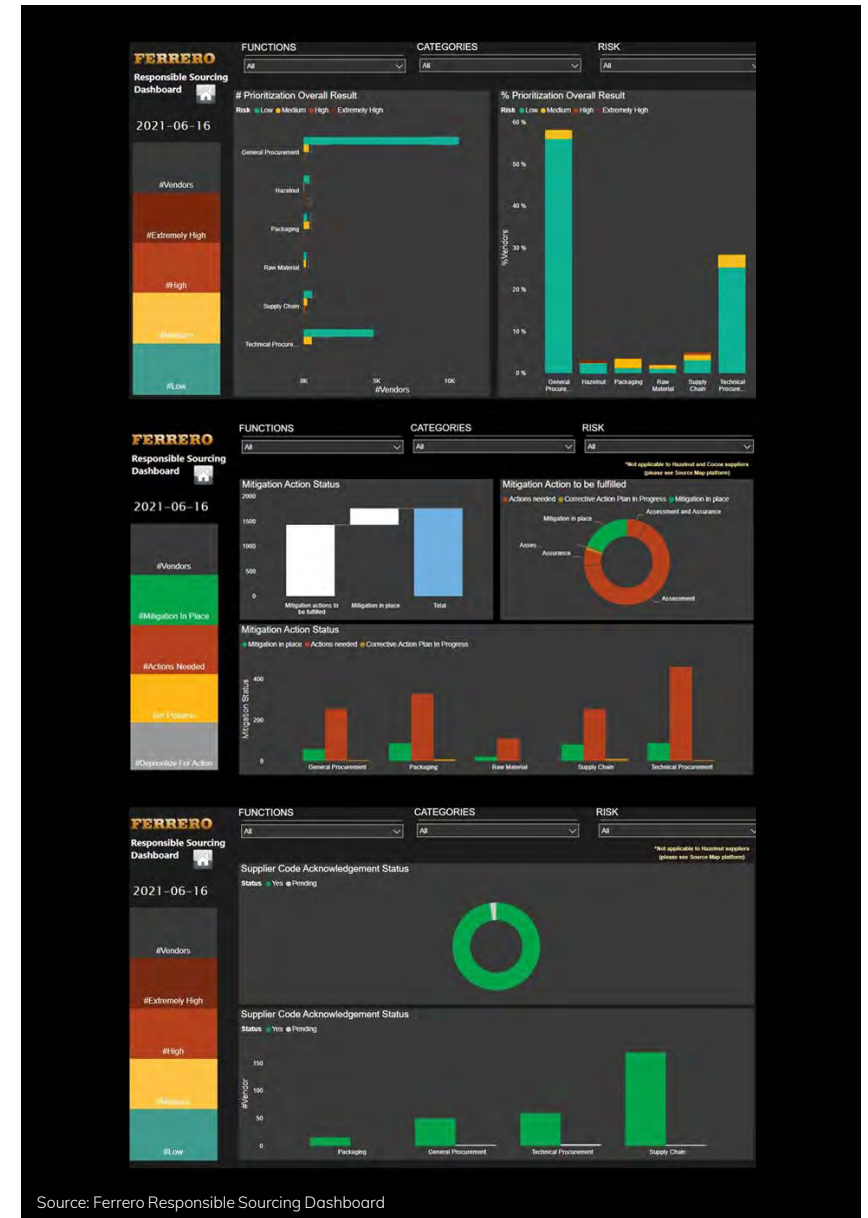 FERRERO
Responsible Sourcing
Dashboard
2021-06-16
#Vendors
#Extremely High
#High
#Medium
#Low
FUNCTIONS
All
CATEGORIES
All
RISK
All
# Prioritization Overall Result
Risk Low Medium High Extremely High
General Procurement
Hazelnut
Packaging
Raw Material
Supply Chain
Technical Procure...
0K 5K 10K
#Vendors
% Prioritization Overall Result
Risk Low Medium High Extremely High
60 %
50 %
40 %
30 %
20 %
10 %
0 %
%Vendors
General Procure...
Hazelnut
Packaging
Raw Material
Supply Chain
Technical Procure...
FERRERO
Responsible Sourcing
Dashboard
2021-06-16
#Vendors
#Mitigation In Place
#Actions Needed
#Deprioritize For Action
FUNCTIONS
All
CATEGORIES
All
RISK
All
*Not applicable to Hazelnut and Cocoa suppliers
(please see Source Map platform)
Mitigation Action Status
2000
1500
1000
500
0
Mitigation actions to be fulfilled
Mitigation in place
Total
Mitigation Action to be fulfilled
Actions needed Corrective Action Plan in Progress Mitigation in place
Assessment and Assurance
Mitigation in place
Asses...
Assurance
Assessment
Mitigation Action Status
Mitigation in place Actions needed Corrective Action Plan In Progress
Mitigation Status
400
200
0
General Procurement
Packaging
Raw Material
Supply Chain
Technical Procurement
FERRERO
Responsible Sourcing
Dashboard
2021-06-16
#Vendors
#Extremely High
#High
#Medium
#Low
FUNCTIONS
All
CATEGORIES
All
RISK
All
*Not applicable to Hazelnut suppliers
(please see Source Map platform)
Supplier Code Acknowledgement Status
Status Yes Pending
Supplier Code Acknowledgement Status
Status Yes Pending
#Vendor
150
100
50
0
Packaging
General Procurement
Technical Procurement
Supply Chain
Source: Ferrero Responsible Sourcing Dashboard